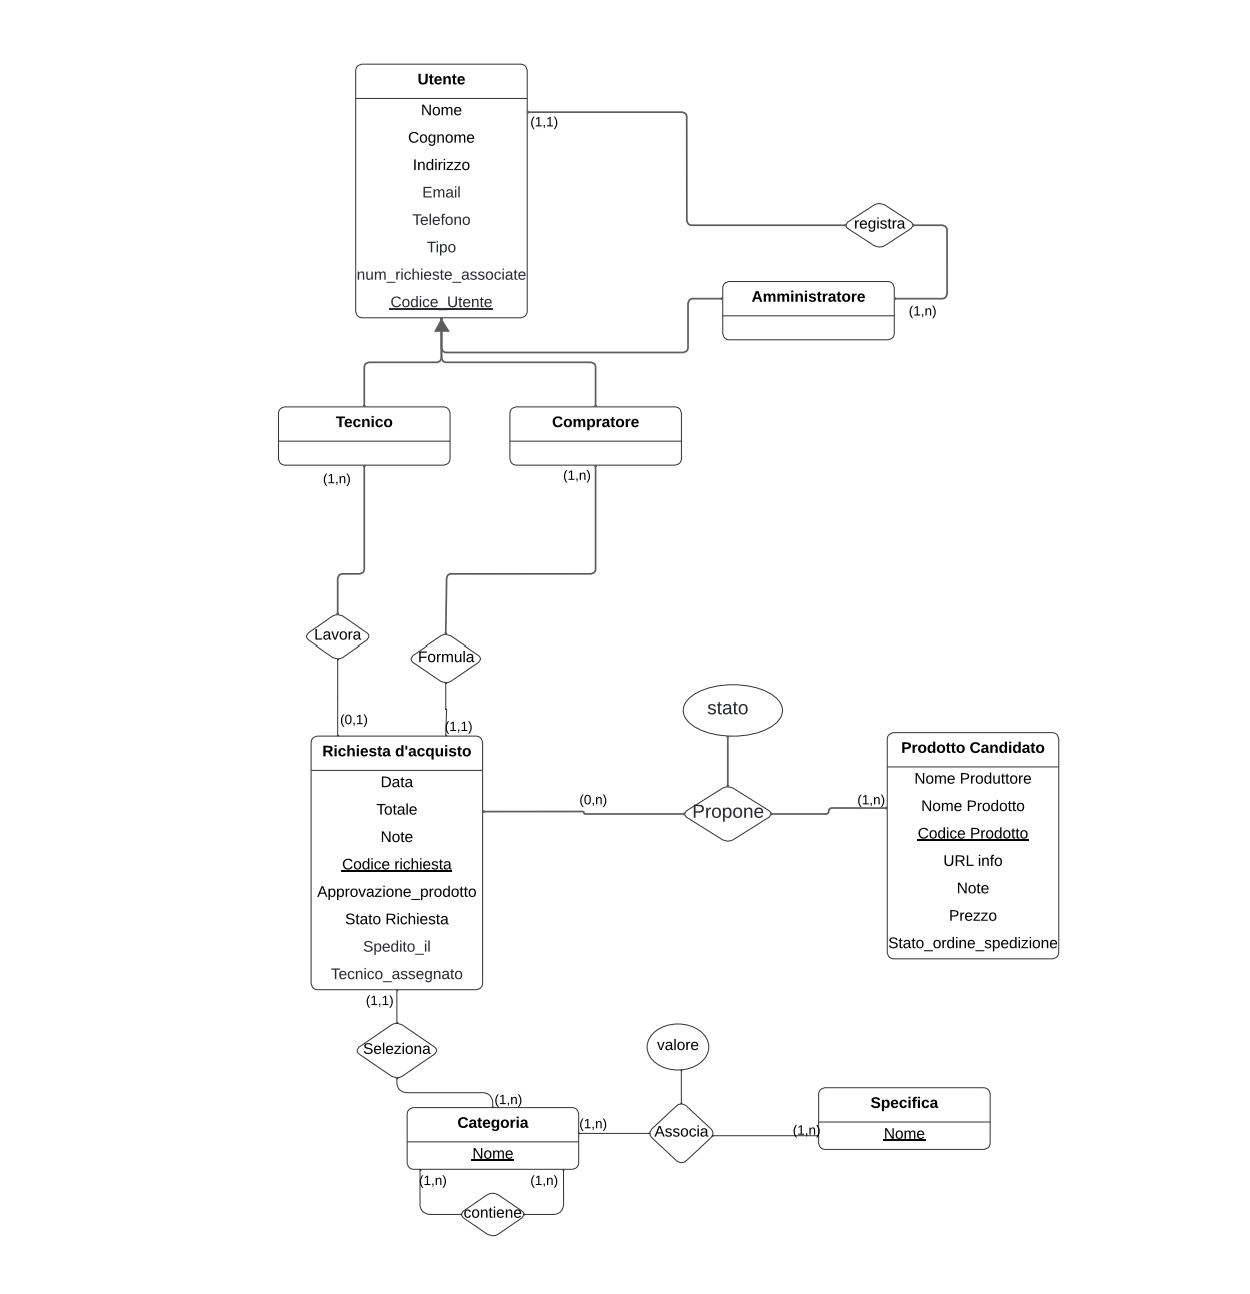 Utente
Nome
(1,1)
Cognome
Indirizzo
Email
Telefono
registra
Tipo
num_richieste_associate
Amministratore
Codice_Utente
(1,n)
Tecnico
Compratore
(1,n)
(1,n)
Lavora
Formula
stato
(0,1)
(1,1)
Richiesta d'acquisto
Prodotto Candidato
Data
Nome Produttore
(0,n)
(1,n)
Totale
Propone
Nome Prodotto
Note
Codice Prodotto
Codice richiesta
URL info
Approvazione_prodotto
Note
Stato Richiesta
Prezzo
Spedito_il
Stato_ordine_spedizione
Tecnico_assegnato
(1,1)
Seleziona
valore
(1,n)
Specifica
Categoria
(1,n)
Associa
(1,n)
Nome
Nome
(1,n)
(1,n)
contiene